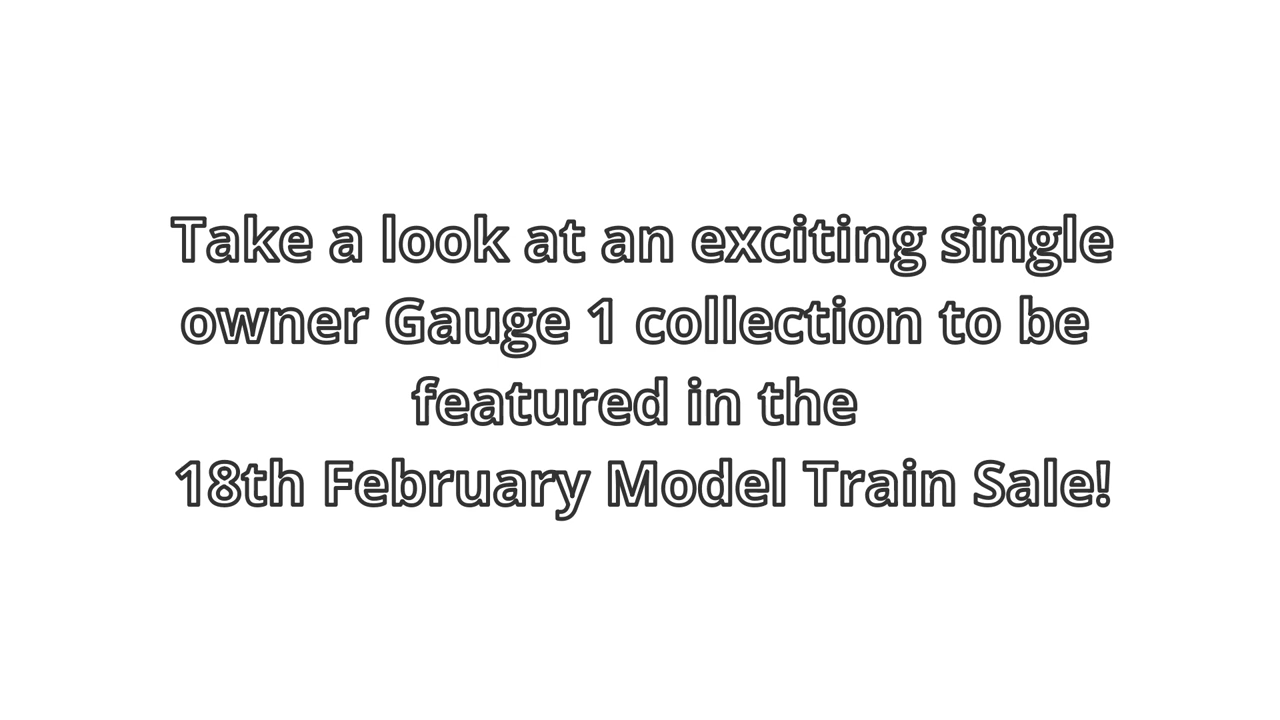 Take a look at an exciting single
owner Gauge 1 collection to be
featured in the
18th February Model Train Sale!